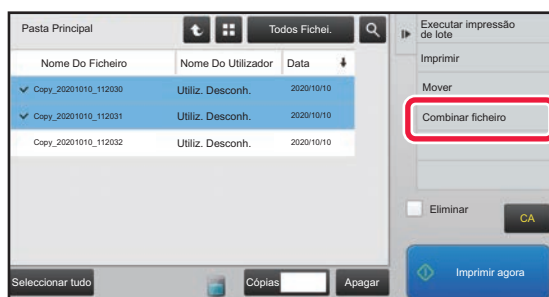 Pasta Principal
Todos Fichei.
Nome Do Ficheiro Nome Do Utilizador Data
Copy_20201010_112030 Utiliz. Desconh. 2020/10/10
Copy_20201010_112031 Utiliz. Desconh. 2020/10/10
Copy_20201010_112032 Utiliz. Desconh. 2020/10/10
Seleccionar tudo
Cópias
Apagar
Executar impressão
de lote
Imprimir
Mover
Combinar ficheiro
Eliminar
CA
Imprimir agora